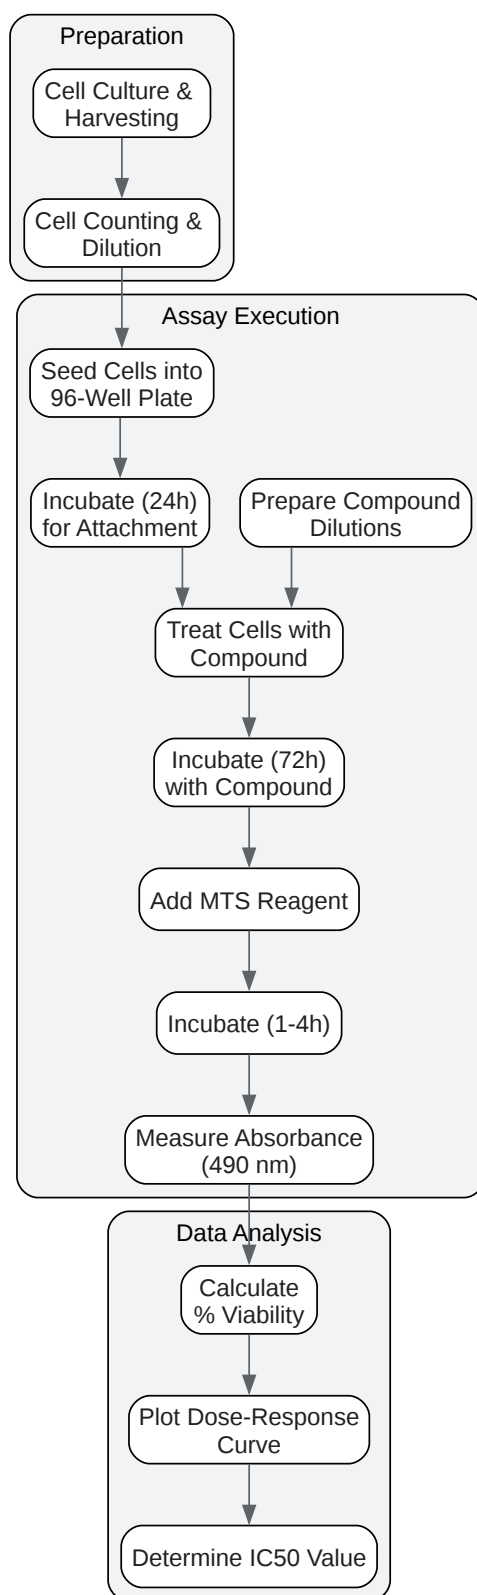 Preparation
Cell Culture &
Harvesting
Cell Counting &
Dilution
Assay Execution
Seed Cells into
96-Well Plate
Incubate (24h)
for Attachment
Prepare Compound
Dilutions
Treat Cells with
Compound
Incubate (72h)
with Compound
Add MTS Reagent
Incubate (1-4h)
Measure Absorbance
(490 nm)
Data Analysis
Calculate
% Viability
Plot Dose-Response
Curve
Determine IC50 Value